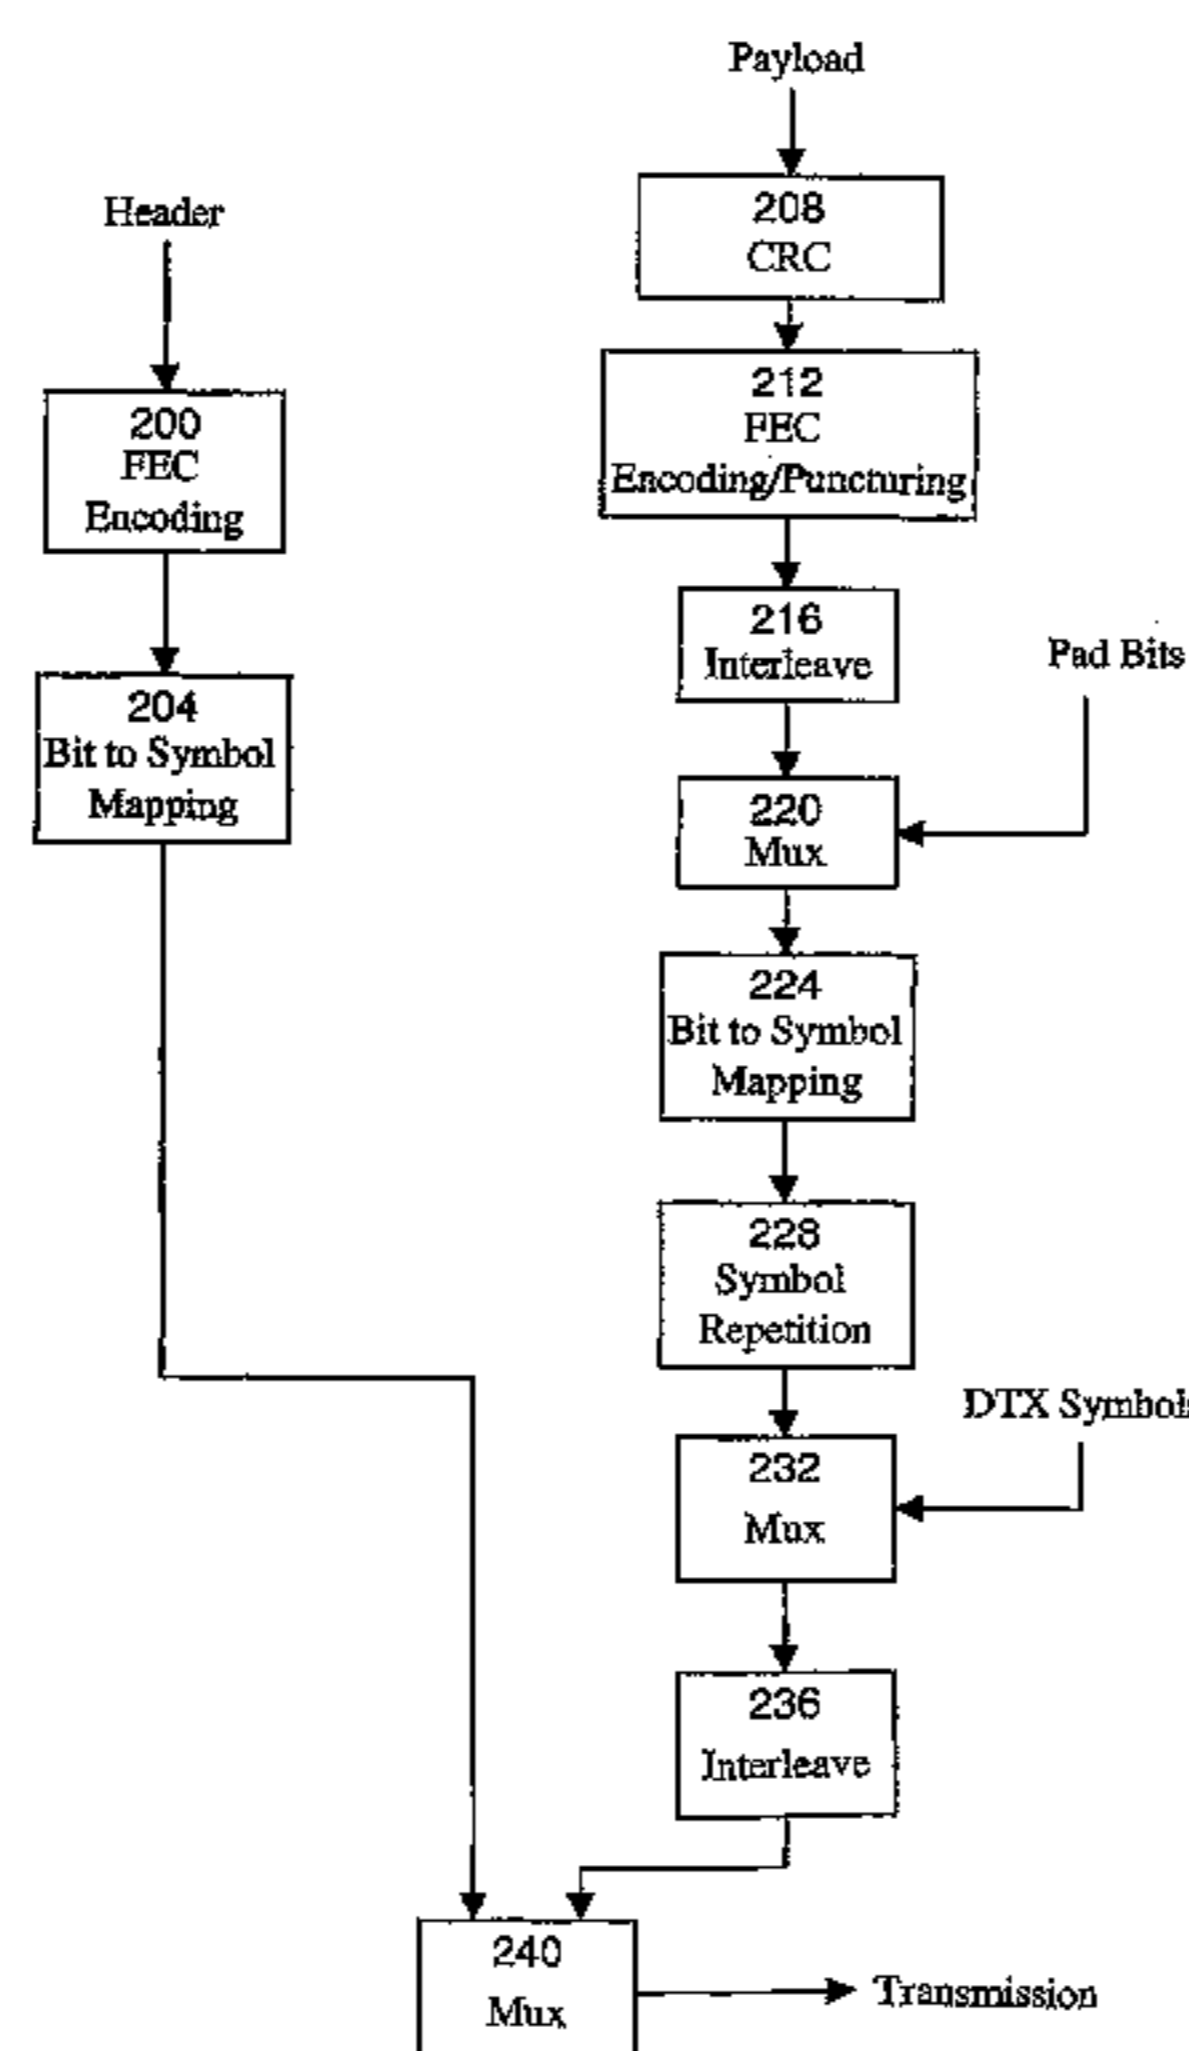 Payload
208
CRC
Header
212
FEC
Encoding/Puncturing
200
FEC
Encoding
216
Interleave
Pad Bits
204
Bit to Symbol
Mapping
220
Mux
224
Bit to Symbol
Mapping
228
Symbol
Repetition
DTX Symbols
232
Mux
236
Interleave
240
Mux
Transmission